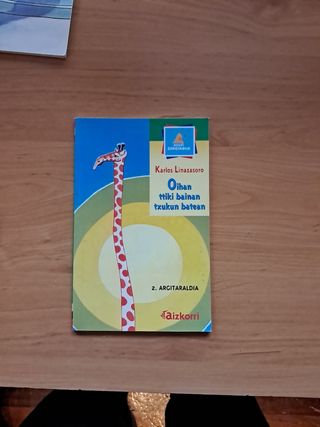 Karlos Linazasoro
Oihan
ttiki bainan
txukun batean
2. ARGITARALDIA
aizkorri